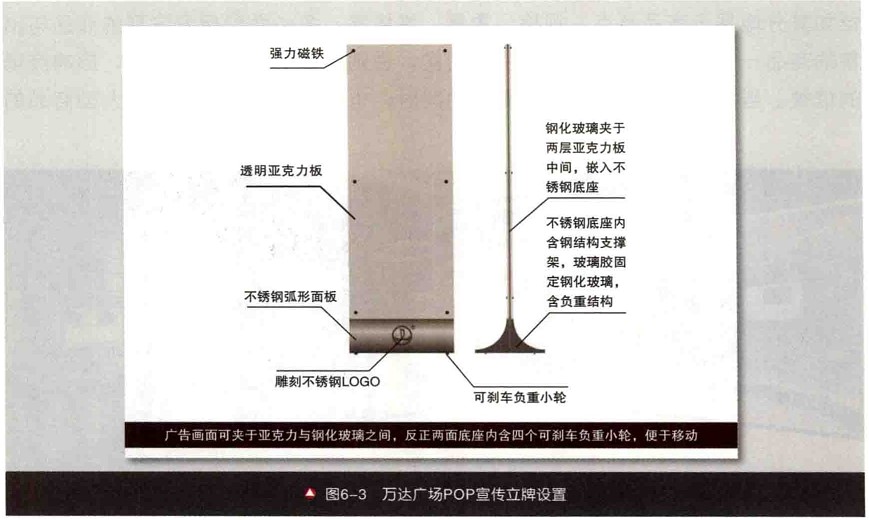 强力磁铁
透明亚克力板
不锈钢弧形面板
雕刻不锈钢LOGO
钢化玻璃夹于
两层亚克力板
中间，嵌入不
锈钢底座
不锈钢底座内
含钢结构支撑
架，玻璃胶固
定钢化玻璃，
含负重结构
可刹车负重小轮
广告画面可夹于亚克力与钢化玻璃之间，反正两面底座内含四个可刹车负重小轮，便于移动
图6-3 万达广场POP宣传立牌设置